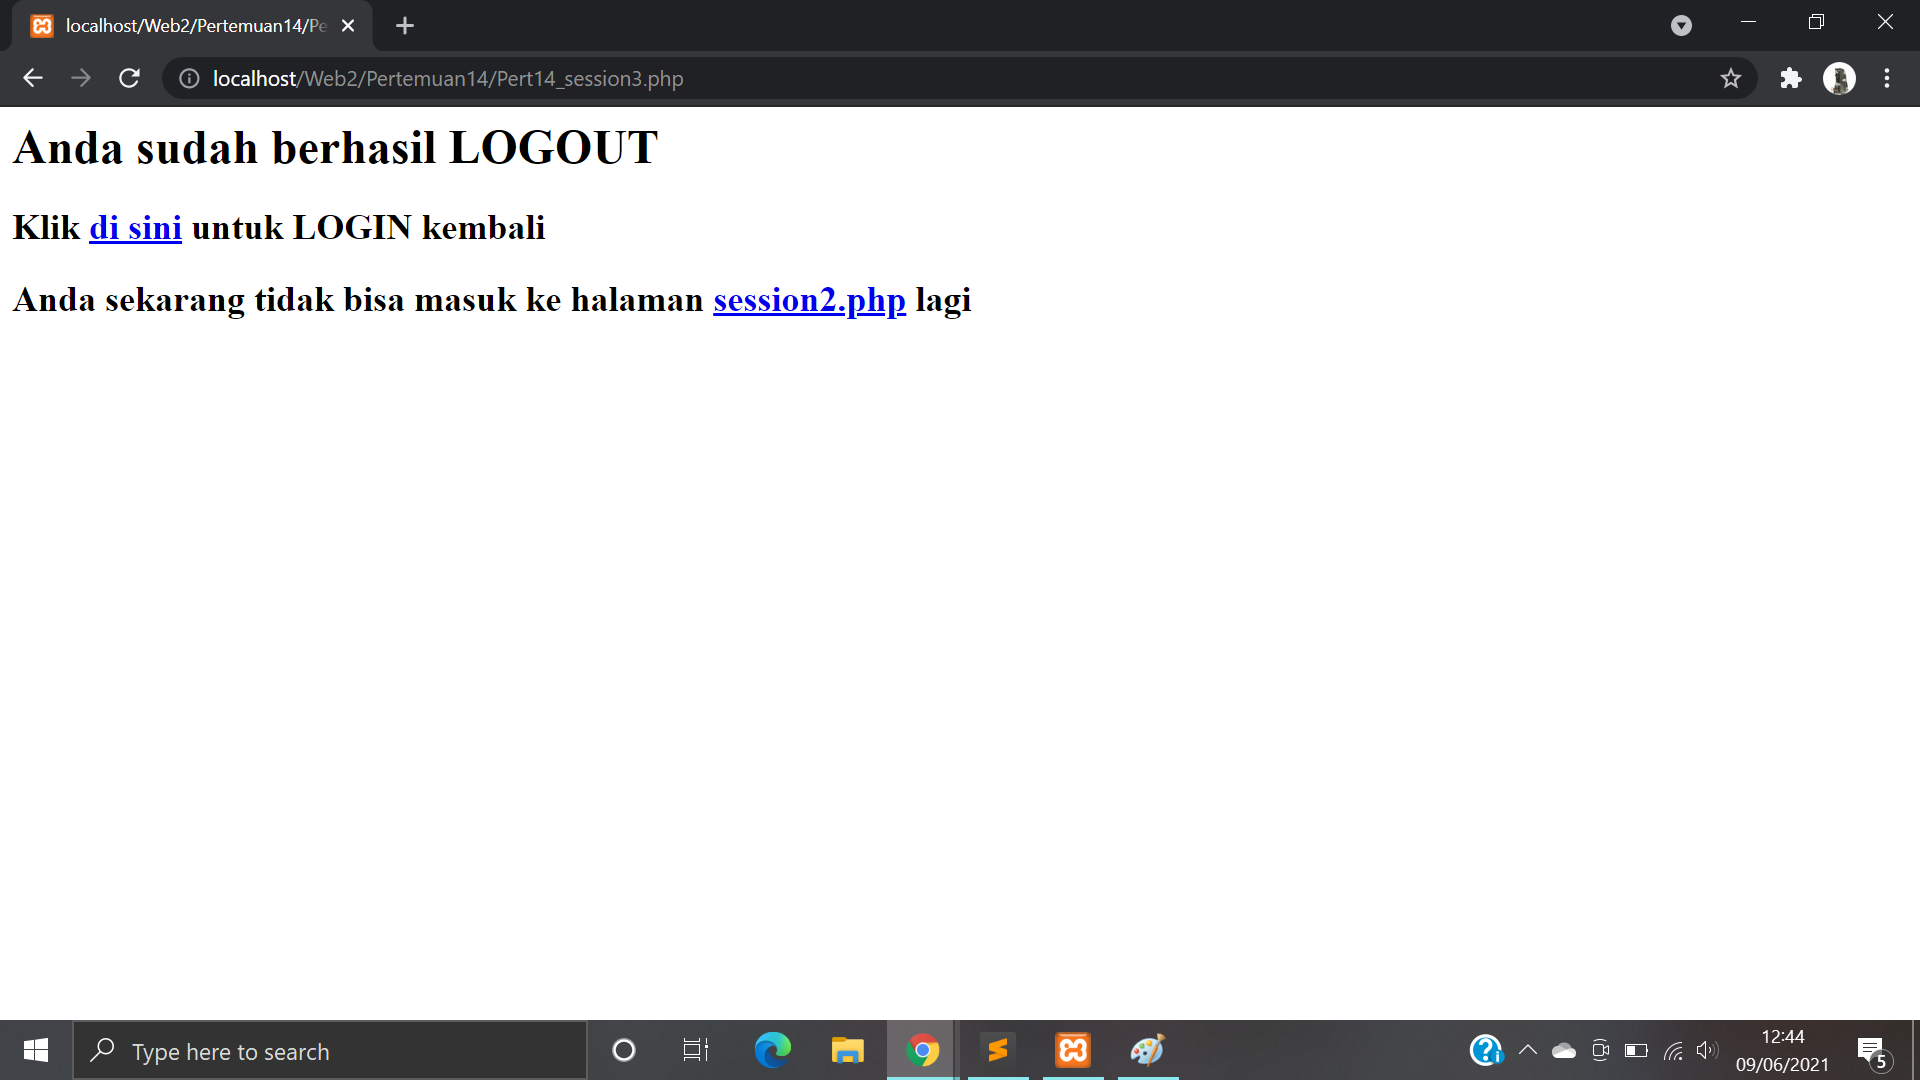 localhost/Web2/Pertemuan14/Pe
localhost/Web2/Pertemuan14/Pert14_session3.php
Anda sudah berhasil LOGOUT
Klik di sini untuk LOGIN kembali
Anda sekarang tidak bisa masuk ke halaman session2.php lagi
Type here to search
12:44
09/06/2021
5